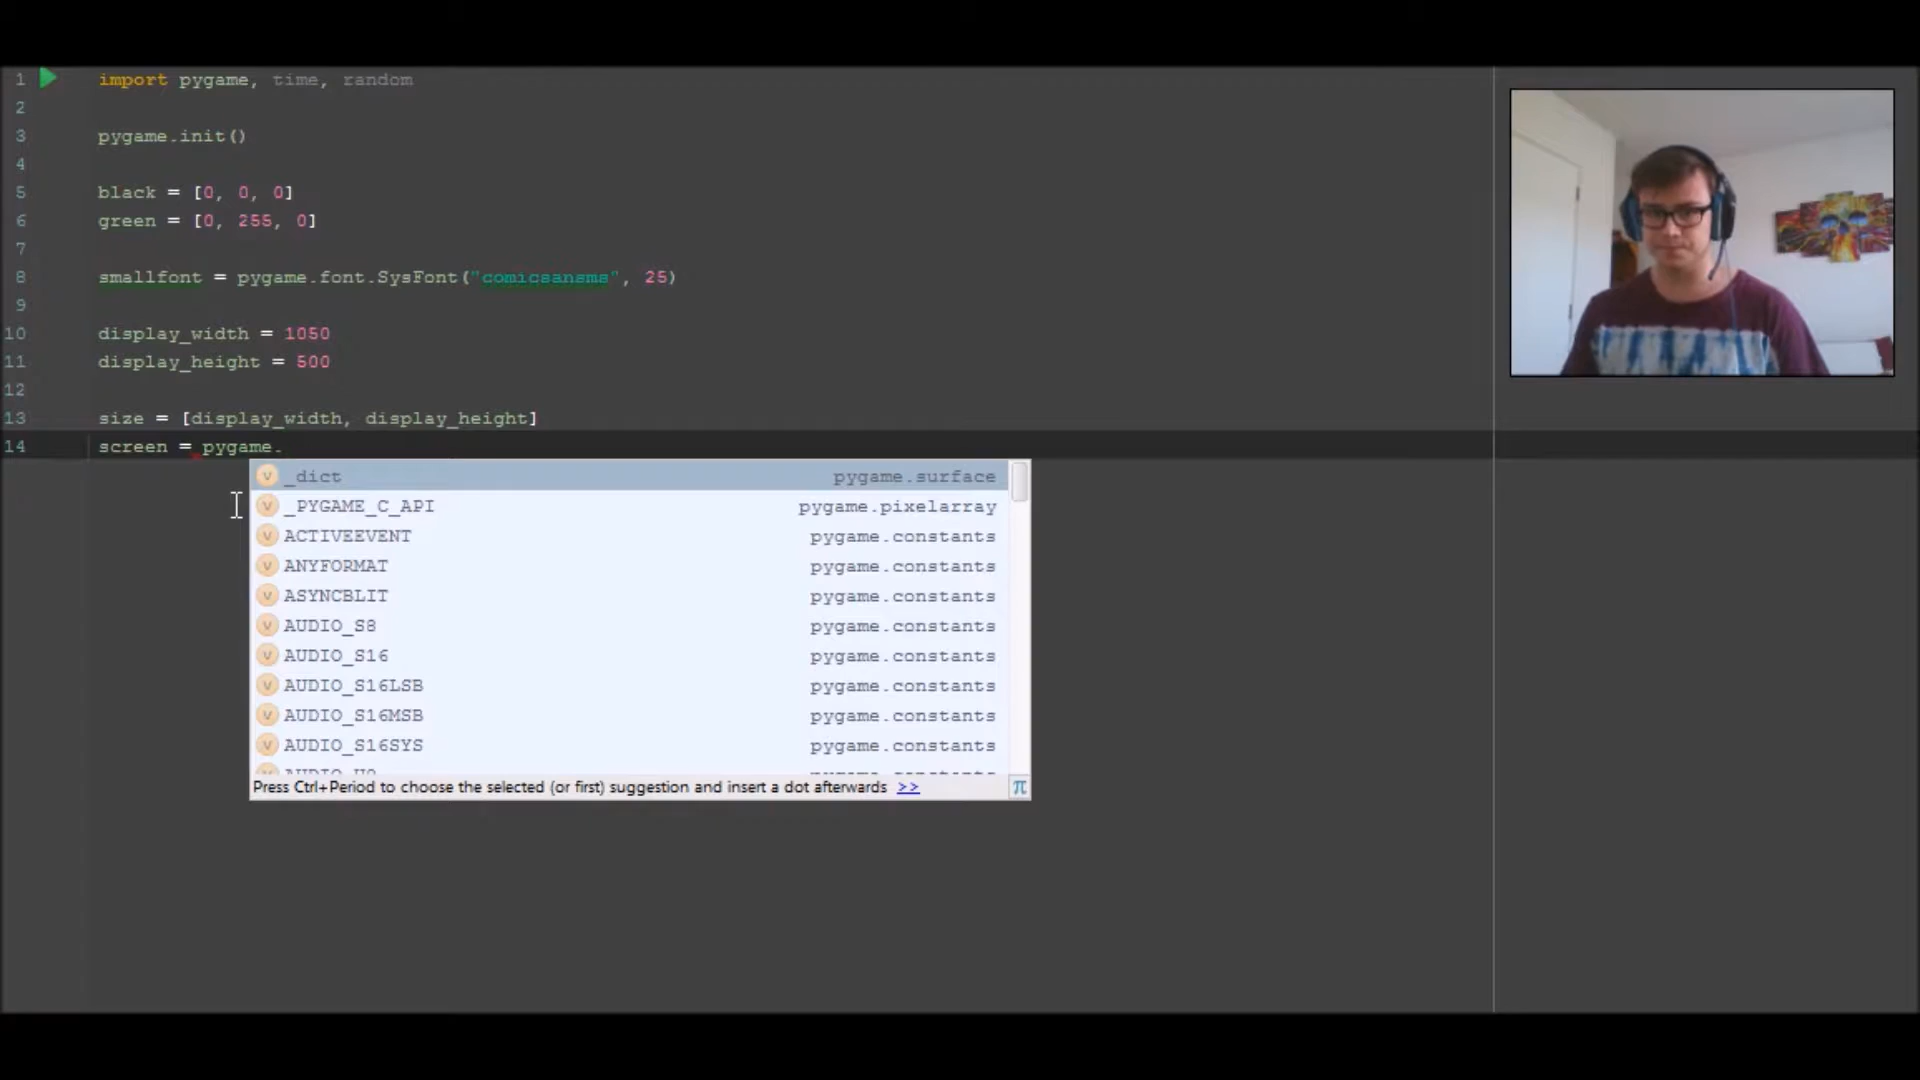 1 import pygame, time, random
2
3 pygame.init()
4
5 black = [0, 0, 0]
6 green = [0, 255, 0]
7
8 smallfont = pygame.font.SysFont("comicsansms", 25)
9
10 display_width = 1050
11 display_height = 500
12
13 size = [display_width, display_height]
14 screen = pygame.
v _dict pygame.surface
v _PYGAME_C_API pygame.pixelarray
v ACTIVEEVENT pygame.constants
v ANYFORMAT pygame.constants
v ASYNCBLIT pygame.constants
v AUDIO_S8 pygame.constants
v AUDIO_S16 pygame.constants
v AUDIO_S16LSB pygame.constants
v AUDIO_S16MSB pygame.constants
v AUDIO_S16SYS pygame.constants
Press Ctrl+Period to choose the selected (or first) suggestion and insert a dot afterwards >> π